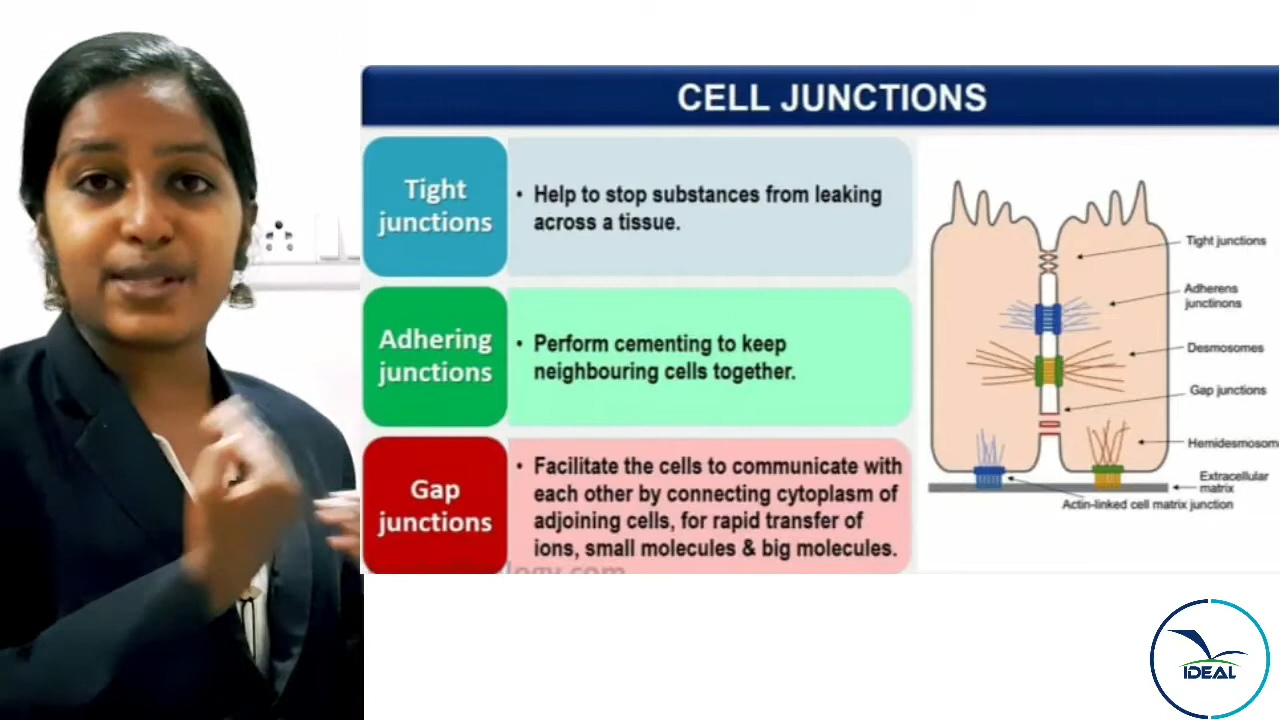 CELL JUNCTIONS
Tight
junctions
• Help to stop substances from leaking
across a tissue.
Adhering
junctions
• Perform cementing to keep
neighbouring cells together.
Gap
junctions
• Facilitate the cells to communicate with
each other by connecting cytoplasm of
adjoining cells, for rapid transfer of
ions, small molecules & big molecules.
Tight junctions
Adherens
junctinons
Desmosomes
Gap junctions
Hemidesmosom
Extracellular
matrix
Actin-linked cell matrix junction
IDEAL